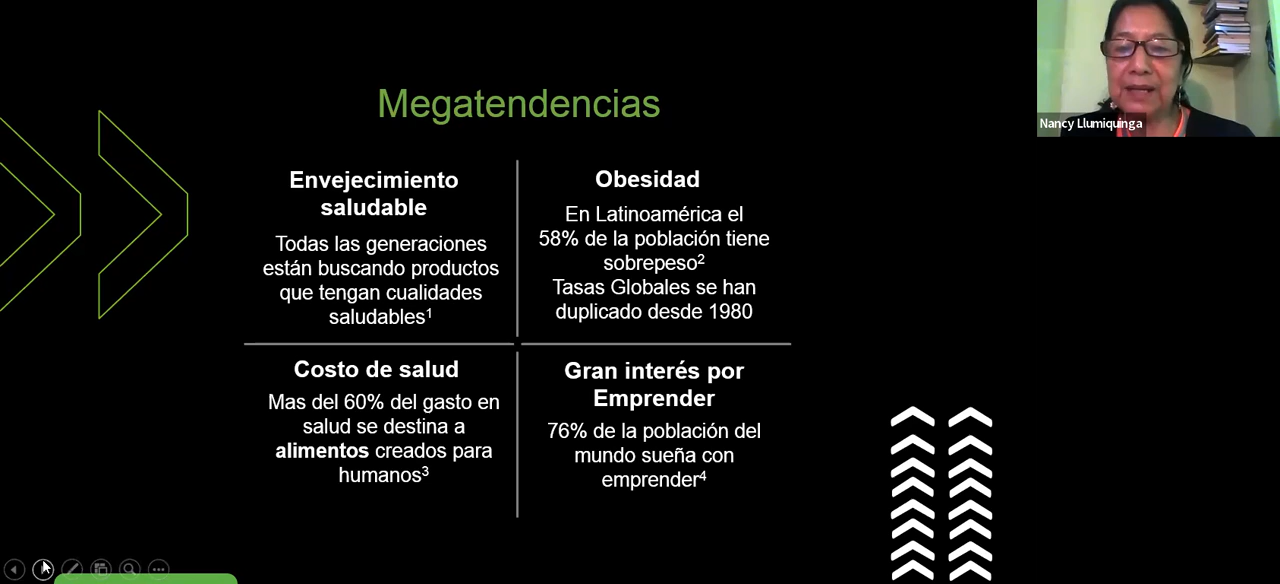 Megatendencias
Envejecimiento
saludable
Todas las generaciones
están buscando productos
que tengan cualidades
saludables¹
Obesidad
En Latinoamérica el
58% de la población tiene
sobrepeso²
Tasas Globales se han
duplicado desde 1980
Costo de salud
Mas del 60% del gasto en
salud se destina a
alimentos creados para
humanos³
Gran interés por
Emprender
76% de la población del
mundo sueña con
emprender⁴
Nancy Llumiquinga